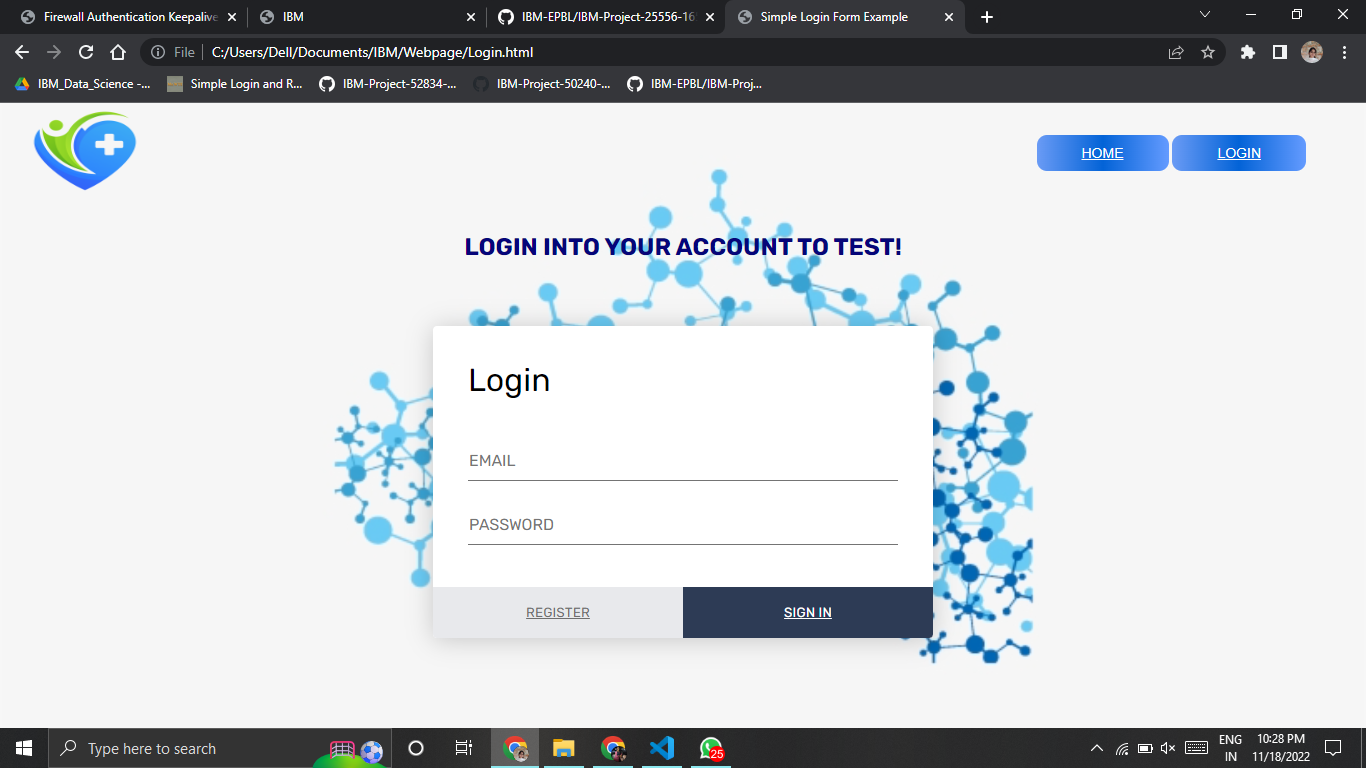 Firewall Authentication Keepalive
IBM
IBM-EPBL/IBM-Project-25556-16
Simple Login Form Example
File
C:/Users/Dell/Documents/IBM/Webpage/Login.html
IBM_Data_Science -...
Simple Login and R...
IBM-Project-52834-...
IBM-Project-50240-...
IBM-EPBL/IBM-Proj...
HOME
LOGIN
LOGIN INTO YOUR ACCOUNT TO TEST!
Login
EMAIL
PASSWORD
REGISTER
SIGN IN
Type here to search
25
ENG
IN
10:28 PM
11/18/2022